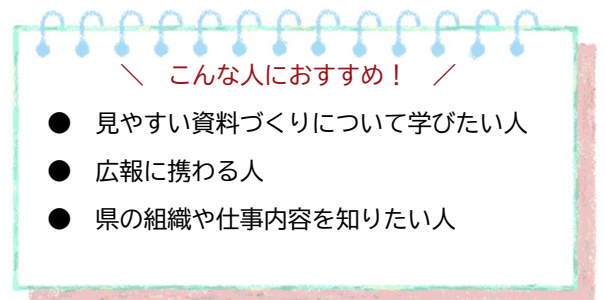 ＼　こんな人におすすめ！　／
●　見やすい資料づくりについて学びたい人
●　広報に携わる人
●　県の組織や仕事内容を知りたい人